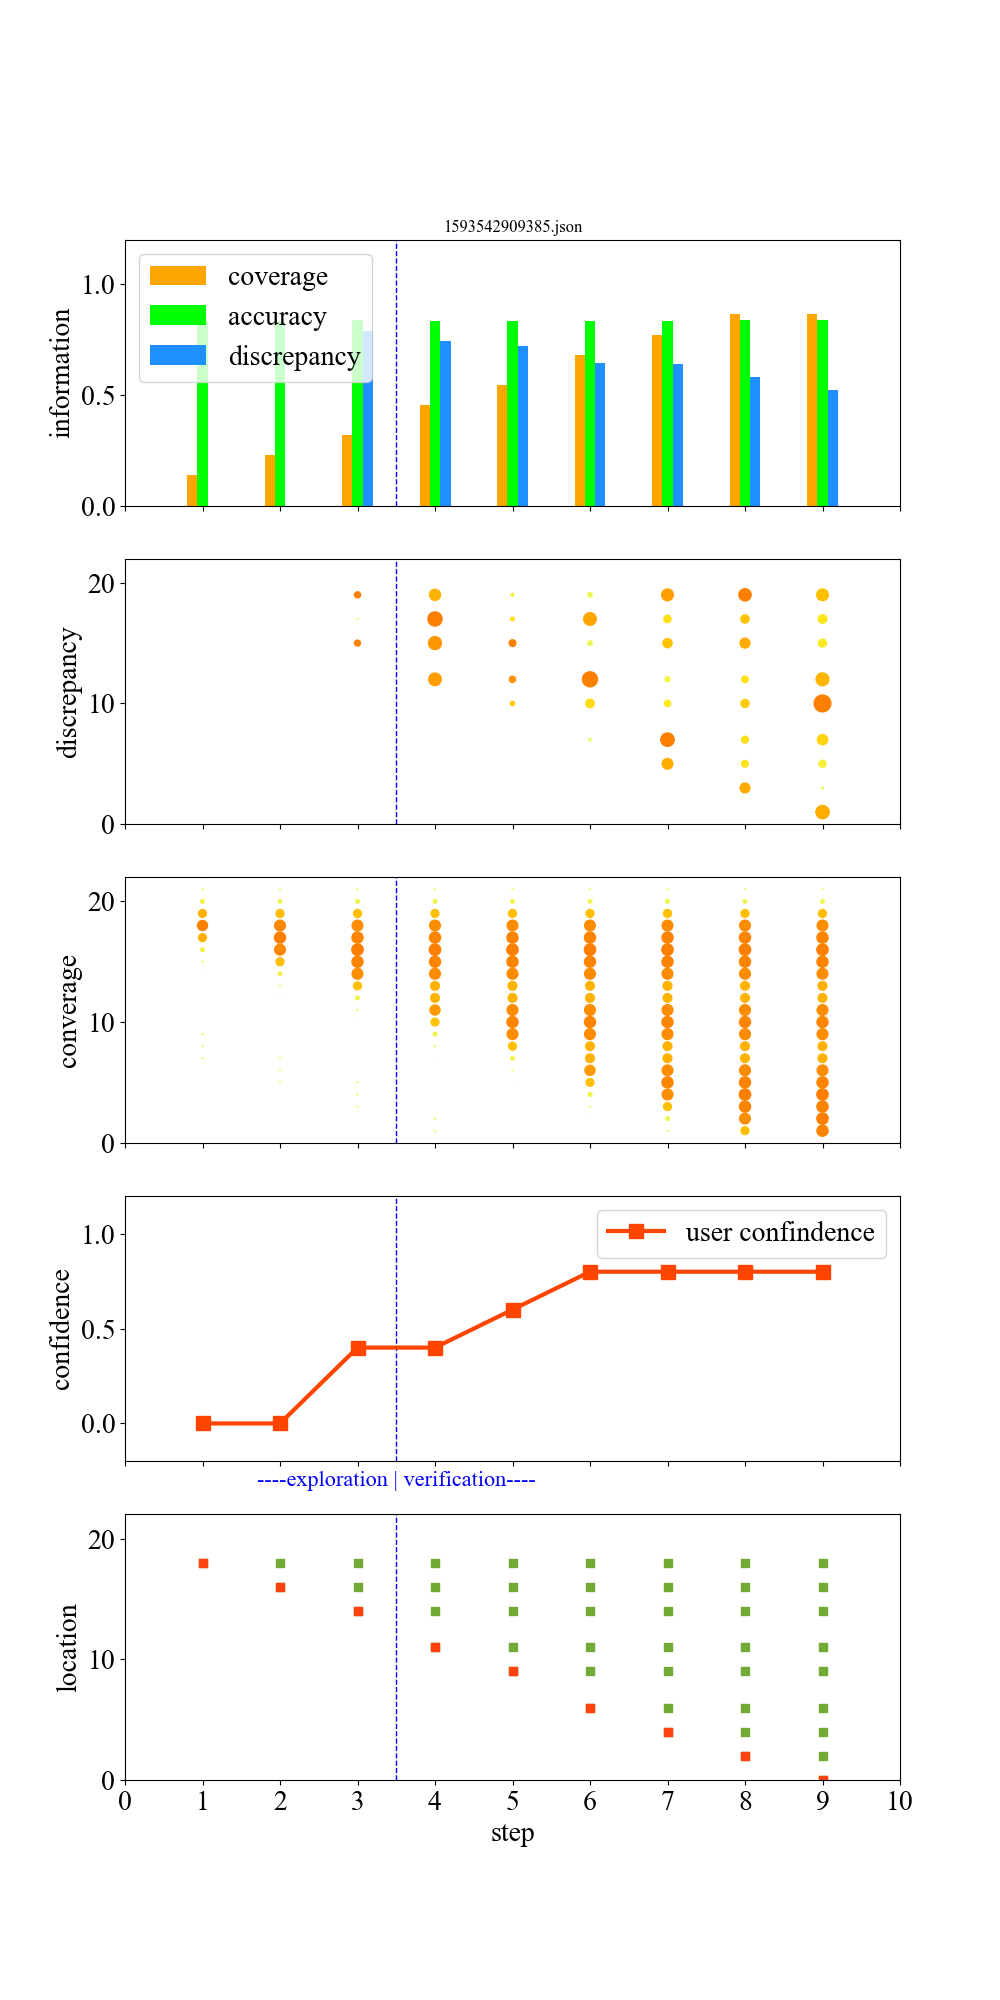 1593542909385.json
1.0
0.5
0.0
information
coverage
accuracy
discrepancy
20
10
0
discrepancy
20
10
0
converage
1.0
0.5
0.0
confidence
user confindence
----exploration | verification----
20
10
0
location
0 1 2 3 4 5 6 7 8 9 10
step